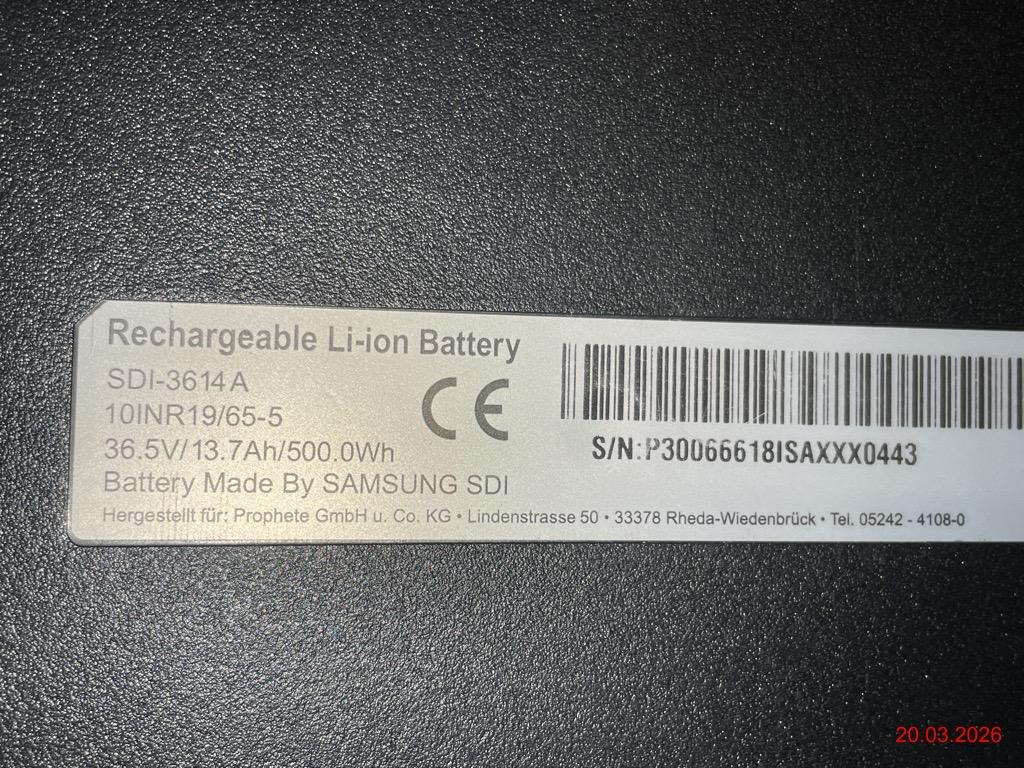 Rechargeable Li-ion Battery
SDI-3614A
10INR19/65-5
36.5V/13.7Ah/500.0Wh
Battery Made By SAMSUNG SDI
CE
S/N:P30066618ISAXXX0443
Hergestellt für: Prophete GmbH u. Co. KG • Lindenstrasse 50 • 33378 Rheda-Wiedenbrück • Tel. 05242 - 4108-0
20.03.2026